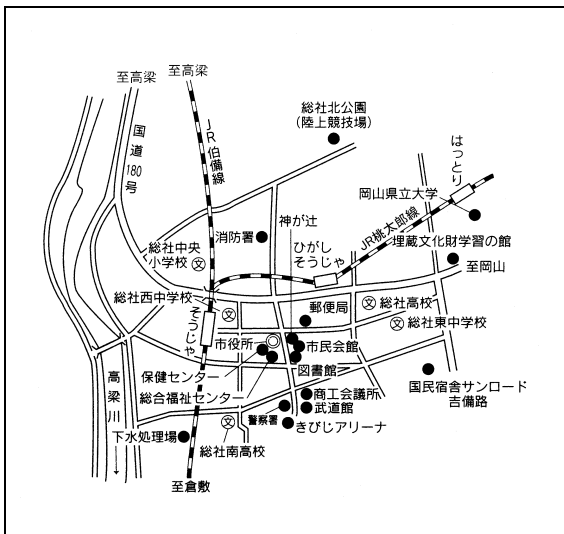 至高梁
至高梁
国道180号
JR伯備線
総社北公園
(陸上競技場)
はっとり
岡山県立大学
神が辻
消防署
ひがし
そうじゃ
JR桃太郎線
埋蔵文化財学習の館
至岡山
総社中央
小学校
文
総社西中学校
文
そうじゃ
郵便局
文
総社高校
文
総社東中学校
市役所
市民会館
保健センター
図書館
総合福祉センター
国民宿舎サンロード
吉備路
高梁川
商工会議所
警察署
武道館
文
きびじアリーナ
下水処理場
総社南高校
至倉敷